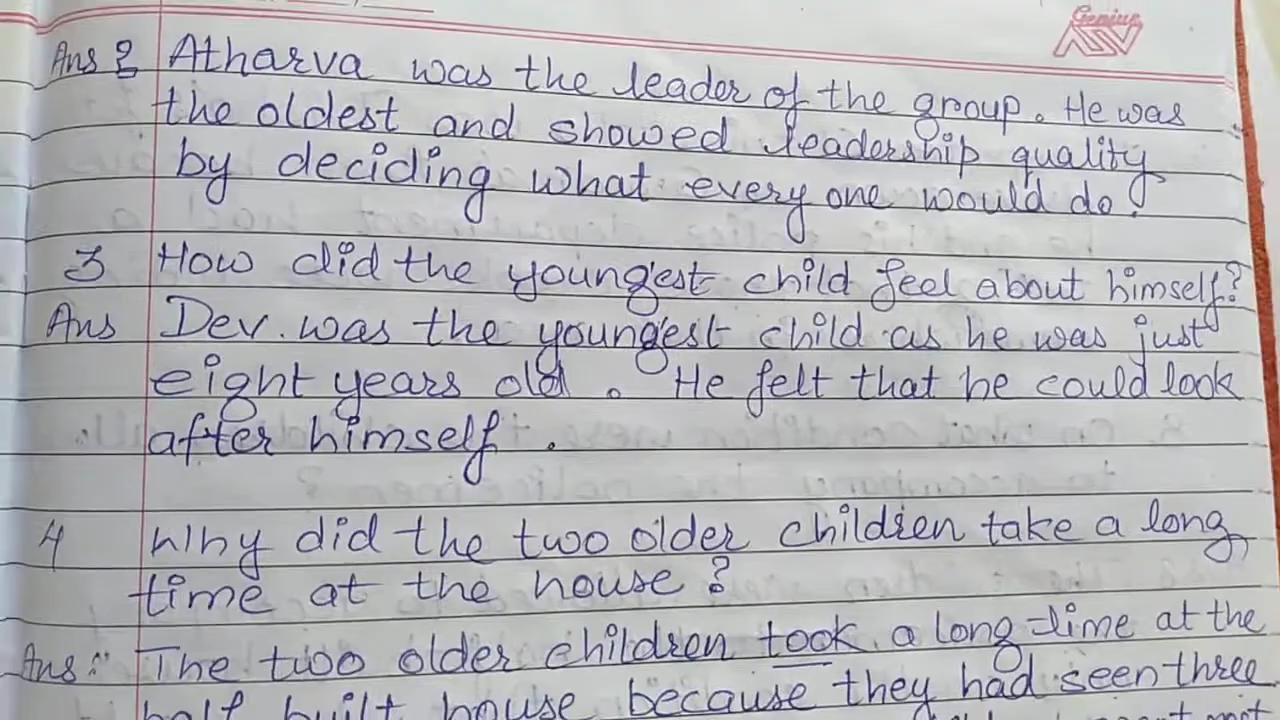 Genius
Ans 2 Atharva was the leader of the group. He was
the oldest and showed leadership quality
by deciding what every one would do.
3 How did the youngest child feel about himself?
Ans Dev. was the youngest child as he was just
eight years old. He felt that he could look
after himself.
4 Why did the two older children take a long
time at the house?
Ans: The two older children took a long time at the
half built house because they had seen three